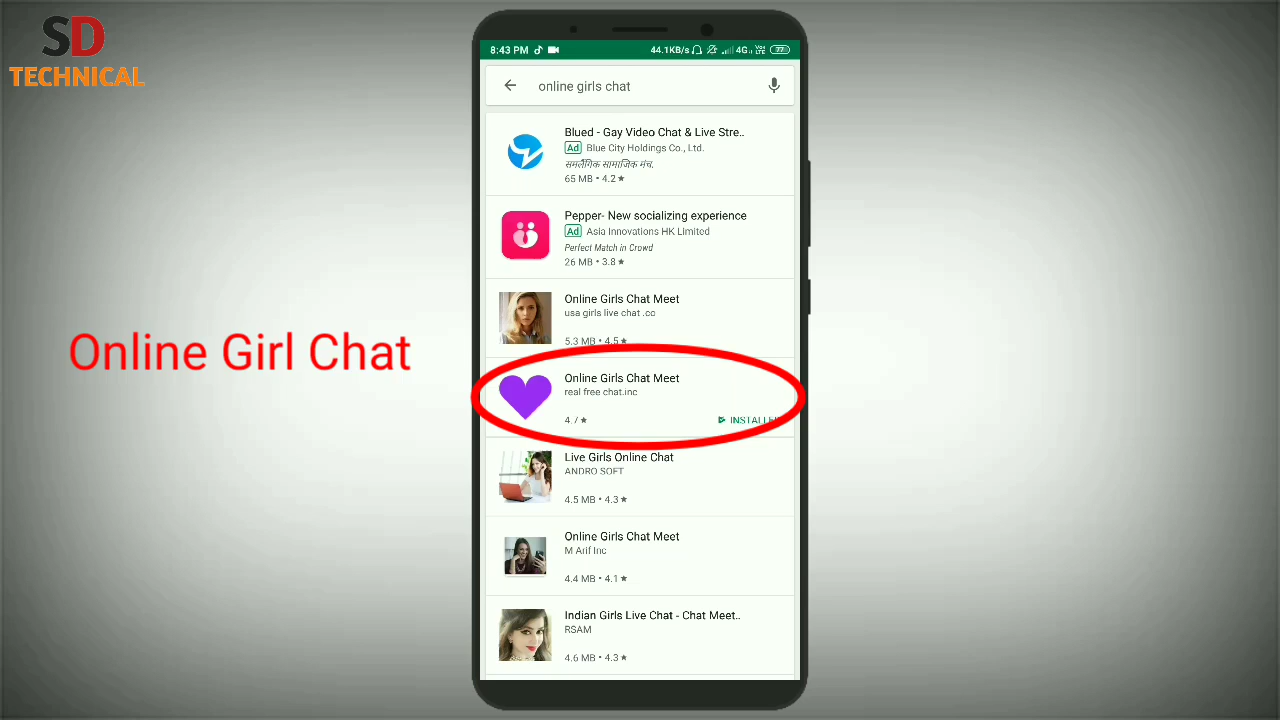 SD
TECHNICAL
Online Girl Chat
8:43 PM
44.1KB/s
4G
77
online girls chat
Blued - Gay Video Chat & Live Stre..
Ad Blue City Holdings Co., Ltd.
समलैंगिक सामाजिक मंच.
65 MB • 4.2★
Pepper- New socializing experience
Ad Asia Innovations HK Limited
Perfect Match in Crowd
26 MB • 3.8★
Online Girls Chat Meet
usa girls live chat .cc
5.3 MB • 4.5★
Online Girls Chat Meet
real free chat.inc
4.7★
Live Girls Online Chat
ANDRO SOFT
4.5 MB • 4.3★
Online Girls Chat Meet
M Arif Inc
4.4 MB • 4.1★
Indian Girls Live Chat - Chat Meet..
RSAM
4.6 MB • 4.3★